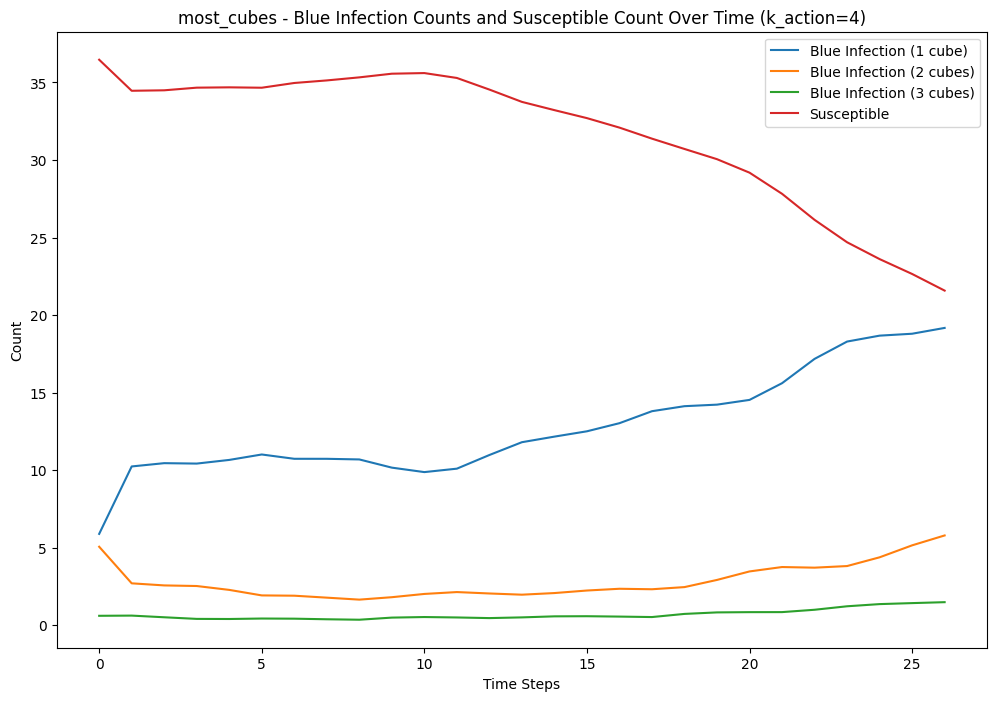 most_cubes - Blue Infection Counts and Susceptible Count Over Time (k_action=4)
Blue Infection (1 cube)
Blue Infection (2 cubes)
Blue Infection (3 cubes)
Susceptible
Count
35
30
25
20
15
10
5
0
0 5 10 15 20 25
Time Steps